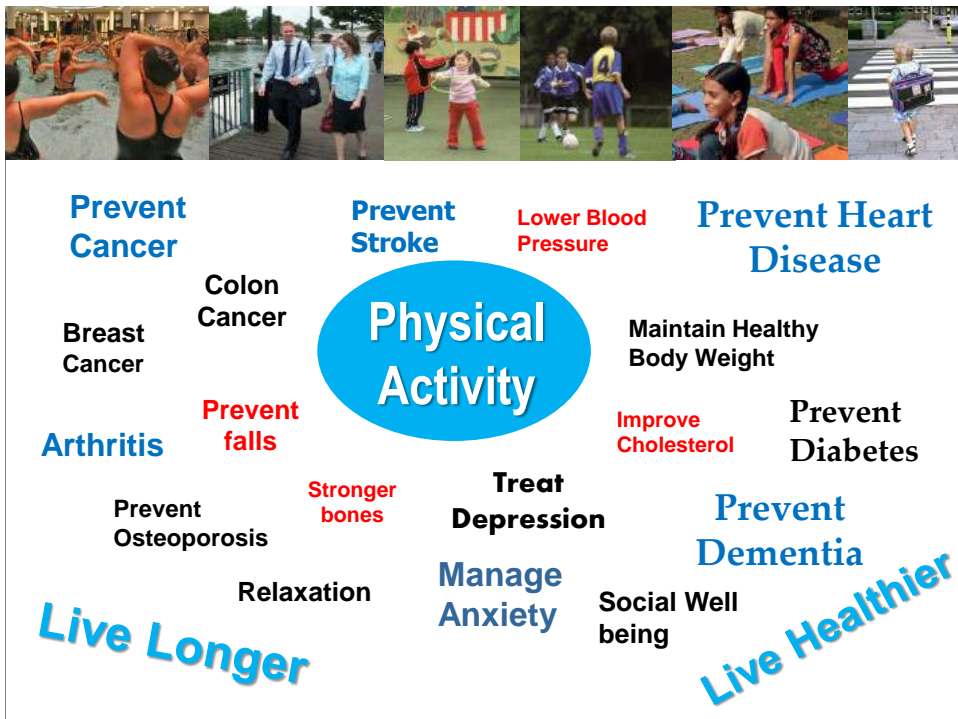 4
Prevent
Cancer
Prevent
Stroke
Lower Blood
Pressure
Prevent Heart
Disease
Colon
Cancer
Breast
Cancer
Physical
Activity
Maintain Healthy
Body Weight
Prevent
falls
Arthritis
Improve
Cholesterol
Prevent
Diabetes
Stronger
bones
Treat
Depression
Prevent
Osteoporosis
Prevent
Dementia
Relaxation
Manage
Anxiety
Social Well
being
Live Longer
Live Healthier